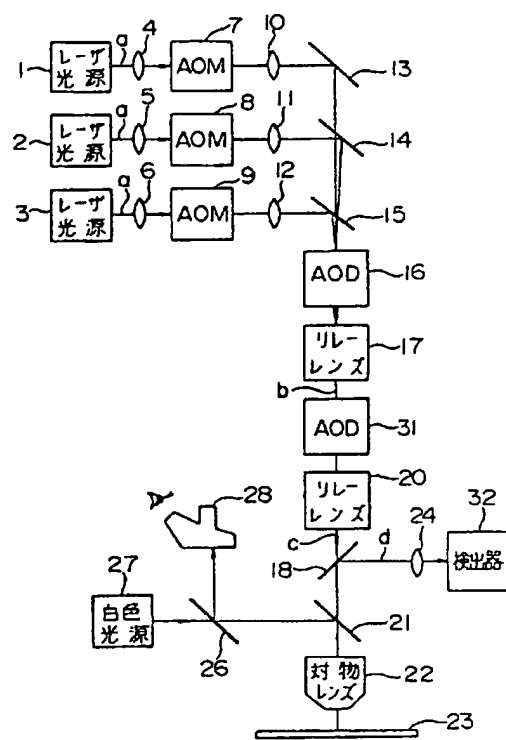 7
a
4
10
レーザ
光源
1
AOM
13
8
a
5
11
レーザ
光源
2
AOM
14
9
a
6
12
レーザ
光源
3
AOM
15
AOD
16
リレー
レンズ
17
b
AOD
31
20
リレー
レンズ
28
c
d
24
32
18
検出器
27
白色
光源
26
21
対物
レンズ
22
23